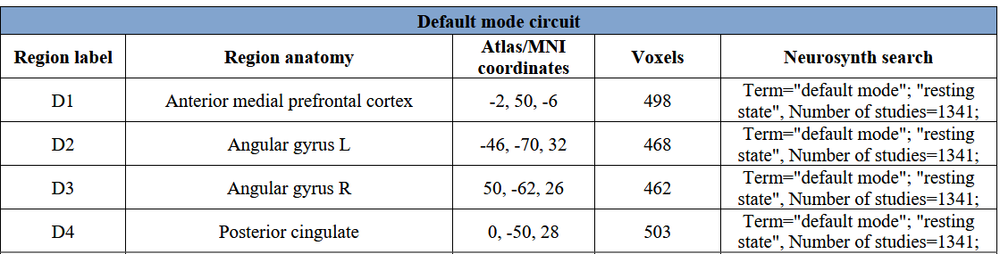 Default mode circuit
Region label Region anatomy Atlas/MNI coordinates Voxels Neurosynth search
D1 Anterior medial prefrontal cortex -2, 50, -6 498 Term="default mode"; "resting state", Number of studies=1341;
D2 Angular gyrus L -46, -70, 32 468 Term="default mode"; "resting state", Number of studies=1341;
D3 Angular gyrus R 50, -62, 26 462 Term="default mode"; "resting state", Number of studies=1341;
D4 Posterior cingulate 0, -50, 28 503 Term="default mode"; "resting state", Number of studies=1341;